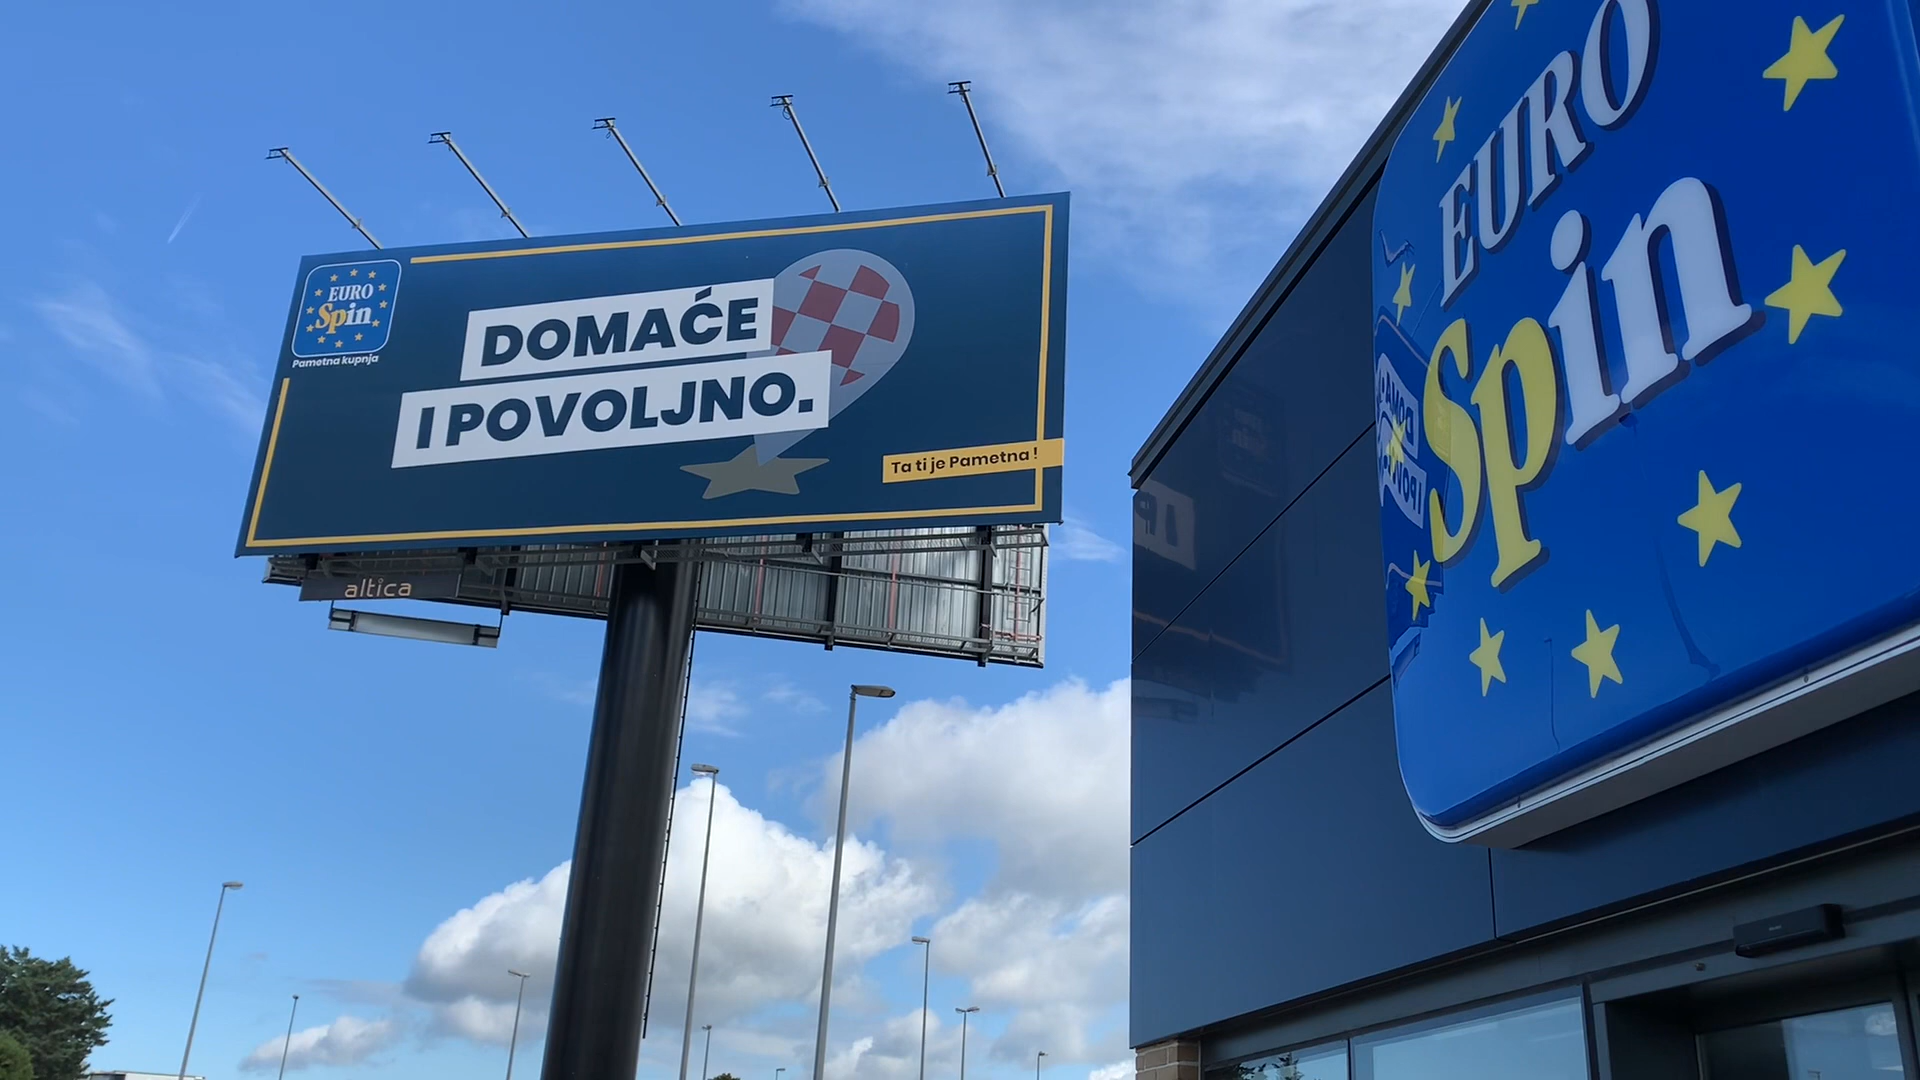 EURO
Spin
Pametna kupnja
DOMAĆE
I POVOLJNO.
Ta ti je Pametna!
altica
EURO
Spin